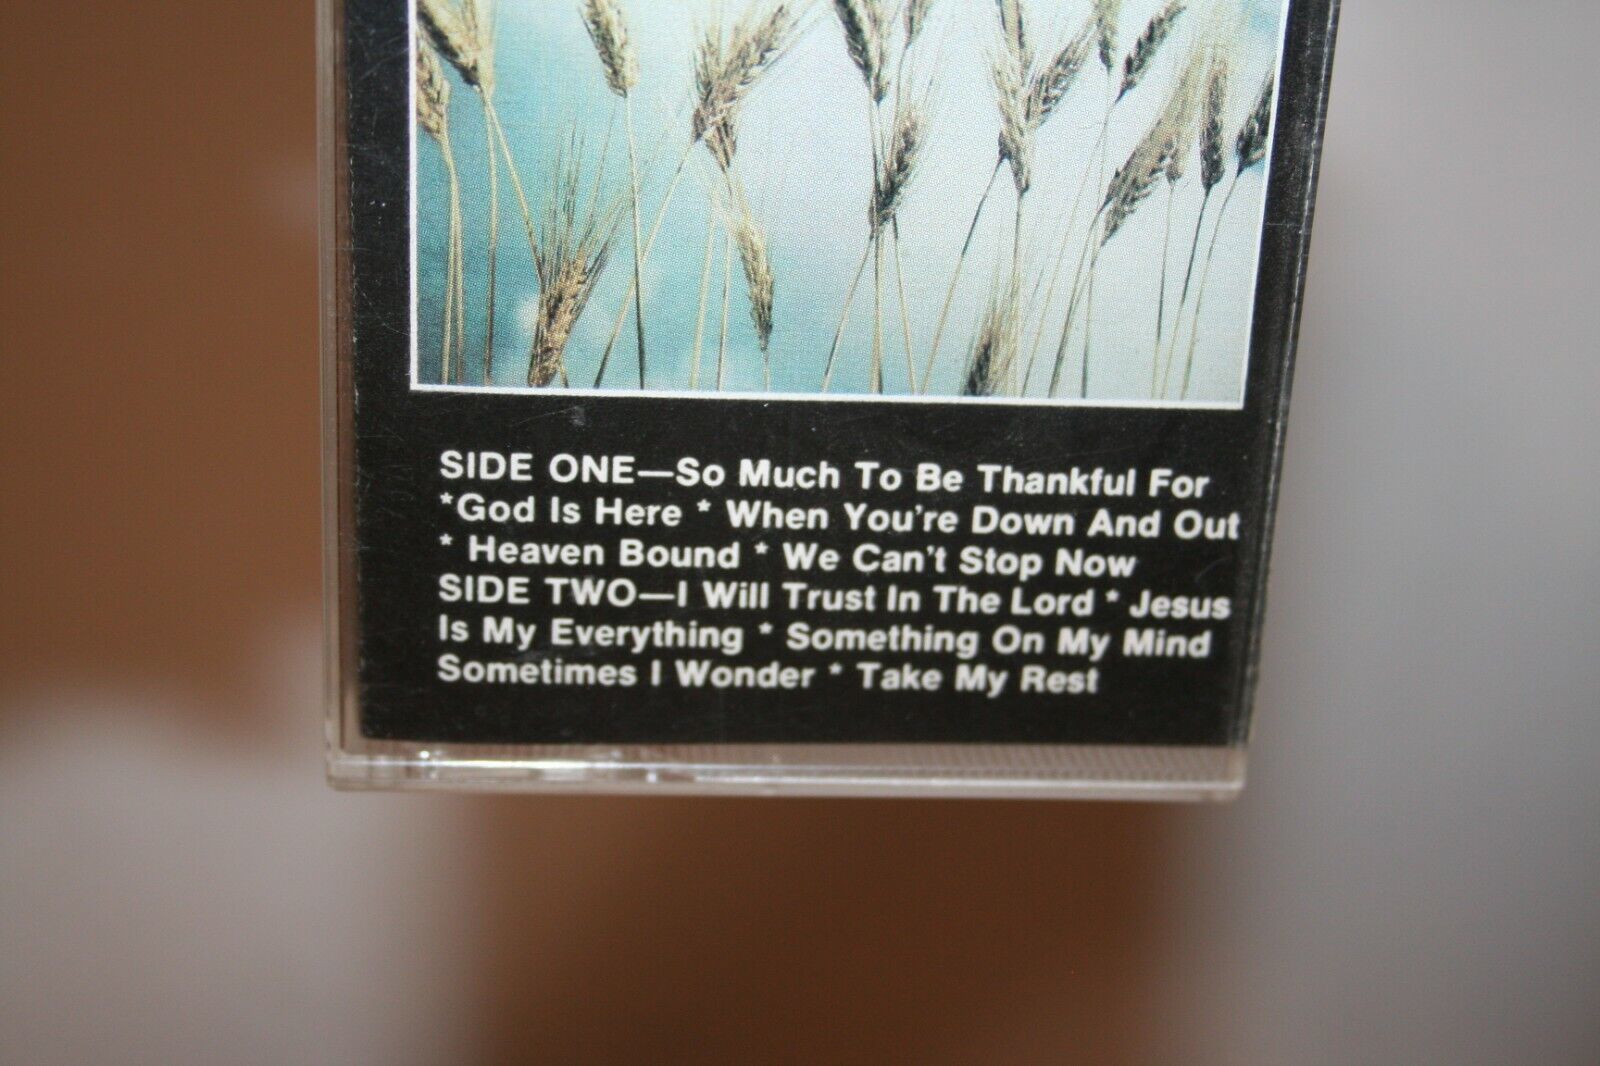 SIDE ONE—So Much To Be Thankful For
*God Is Here * When You're Down And Out
* Heaven Bound * We Can't Stop Now
SIDE TWO—I Will Trust In The Lord * Jesus
Is My Everything * Something On My Mind
Sometimes I Wonder * Take My Rest